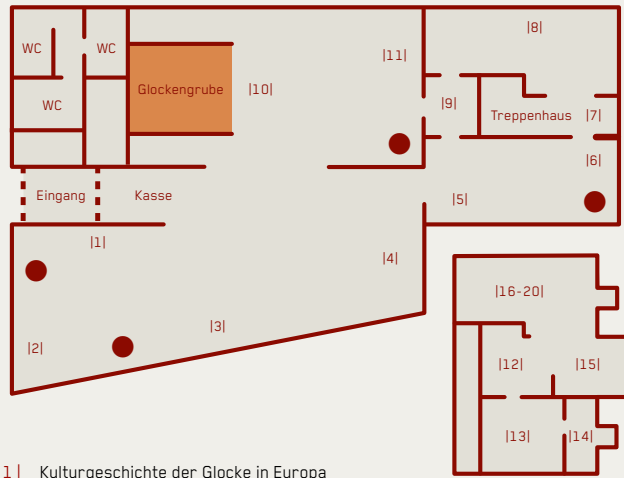 |8|
WC
WC
|11|
Glockengrube
|10|
|9|
WC
Treppenhaus
|7|
|6|
Eingang
Kasse
|5|
|1|
|4|
|16-20|
|3|
|2|
|12|
|15|
|13|
|14|
1| Kulturgeschichte der Glocke in Europa